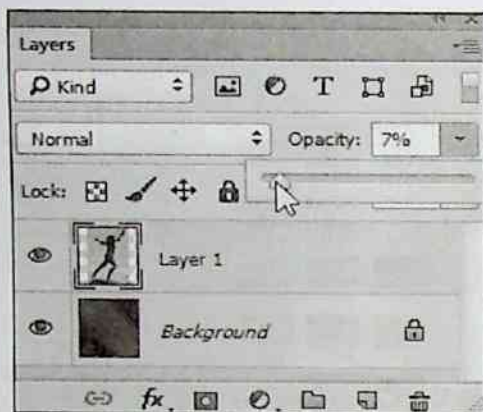 Layers
Kind
Normal Opacity: 7%
Lock:
Layer 1
Background
fx